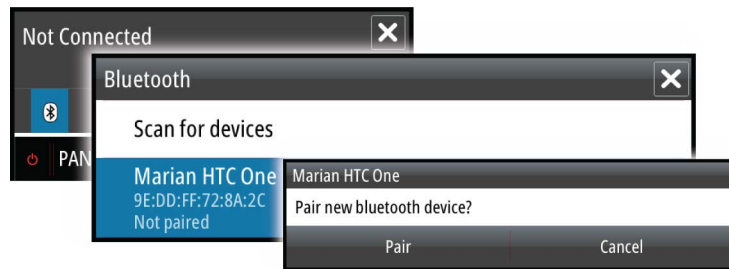 Not Connected
Bluetooth
Scan for devices
PAN
Marian HTC One
9E:DD:FF:72:8A:2C
Not paired
Marian HTC One
Pair new bluetooth device?
Pair Cancel